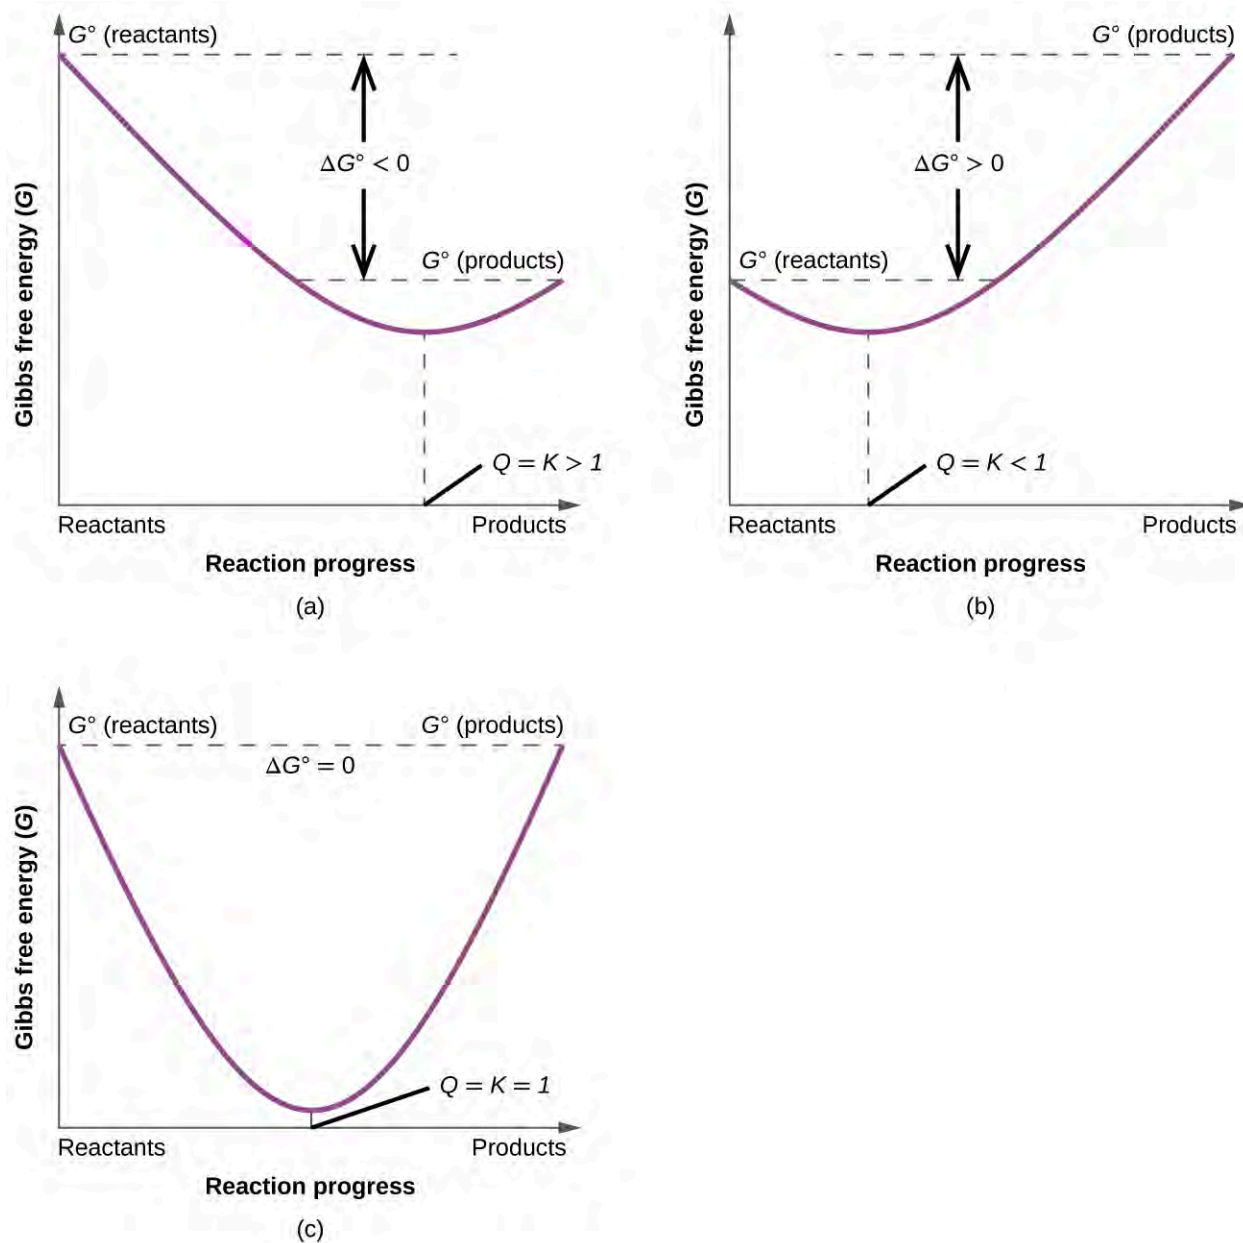 G° (reactants)
ΔG° < 0
G° (products)
Gibbs free energy (G)
Q = K > 1
Reactants
Products
Reaction progress
(a)
G° (products)
ΔG° > 0
G° (reactants)
Gibbs free energy (G)
Q = K < 1
Reactants
Products
Reaction progress
(b)
G° (reactants)
G° (products)
ΔG° = 0
Gibbs free energy (G)
Q = K = 1
Reactants
Products
Reaction progress
(c)